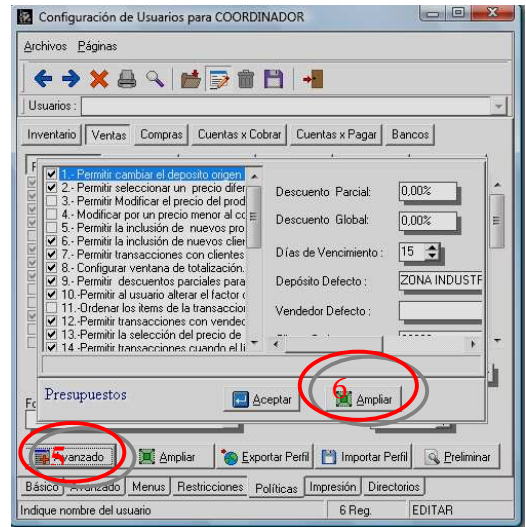 Configuración de Usuarios para COORDINADOR
Archivos Páginas
Usuarios :
Inventario Ventas Compras Cuentas x Cobrar Cuentas x Pagar Bancos
1.- Permitir cambiar el deposito origen
2.- Permitir seleccionar un precio difer
3.- Permitir Modificar el precio del prod
4.- Modificar por un precio menor al co
5.- Permitir la inclusión de nuevos pro
6.- Permitir la inclusión de nuevos clier
7.- Permitir transacciones con clientes
8.- Configurar ventana de totalización.
9.- Permitir descuentos parciales para
10.-Permitir al usuario alterar el factor
11.-Ordenar los items de la transaccior
12.-Permitir transacciones con vendec
13.-Permitir la selección del precio de
14.-Permitir transacciones cuando el lí
Descuento Parcial: 0,00%
Descuento Global: 0,00%
Días de Vencimiento : 15
Depósito Defecto : ZONA INDUSTF
Vendedor Defecto :
Presupuestos Aceptar 6 Ampliar
5 vanzado Ampliar Exportar Perfil Importar Perfil Preliminar
Básico Avanzado Menus Restricciones Políticas Impresión Directorios
Indique nombre del usuario 6 Reg. EDITAR